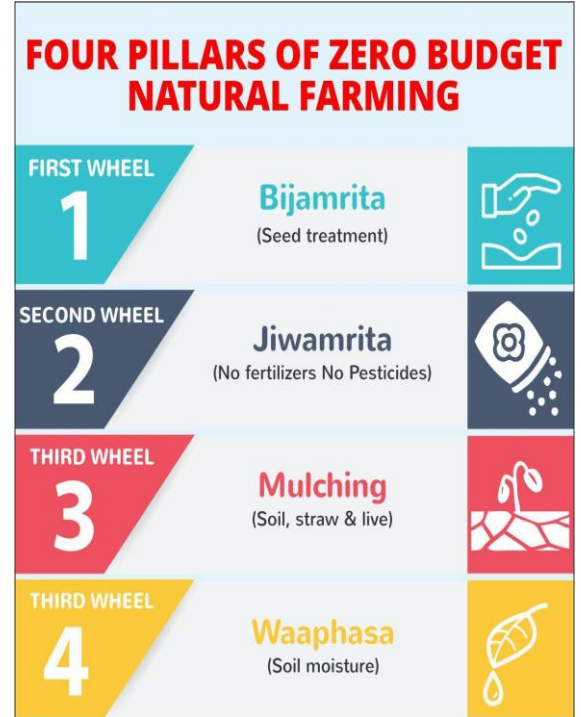 FOUR PILLARS OF ZERO BUDGET
NATURAL FARMING
FIRST WHEEL
1
Bijamrita
(Seed treatment)
SECOND WHEEL
2
Jiwamrita
(No fertilizers No Pesticides)
THIRD WHEEL
3
Mulching
(Soil, straw & live)
THIRD WHEEL
4
Waaphasa
(Soil moisture)